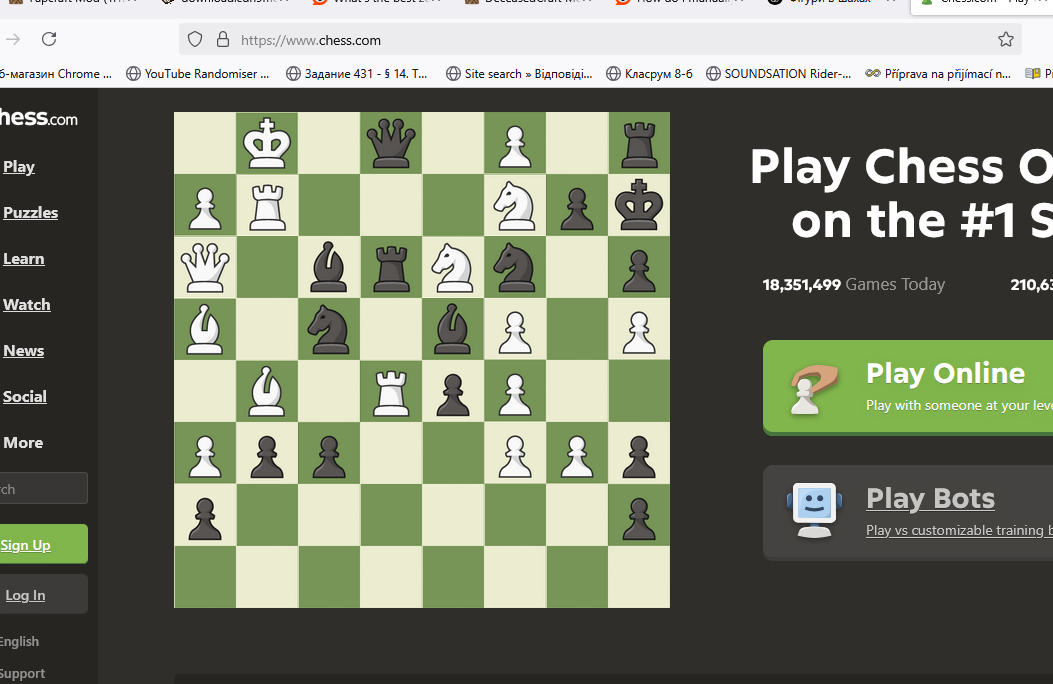 https://www.chess.com
б-магазин Chrome ... YouTube Randomiser ... Задание 431 - § 14. Т... Site search » Відповіді... Класрум 8-б SOUNDSATION Rider-... Příprava na přijímací n...
hess.com
Play
Puzzles
Learn
Watch
News
Social
More
rch
Sign Up
Log In
English
Support
Play Chess O
on the #1 S
18,351,499 Games Today 210,63
Play Online
Play with someone at your leve
Play Bots
Play vs customizable training b